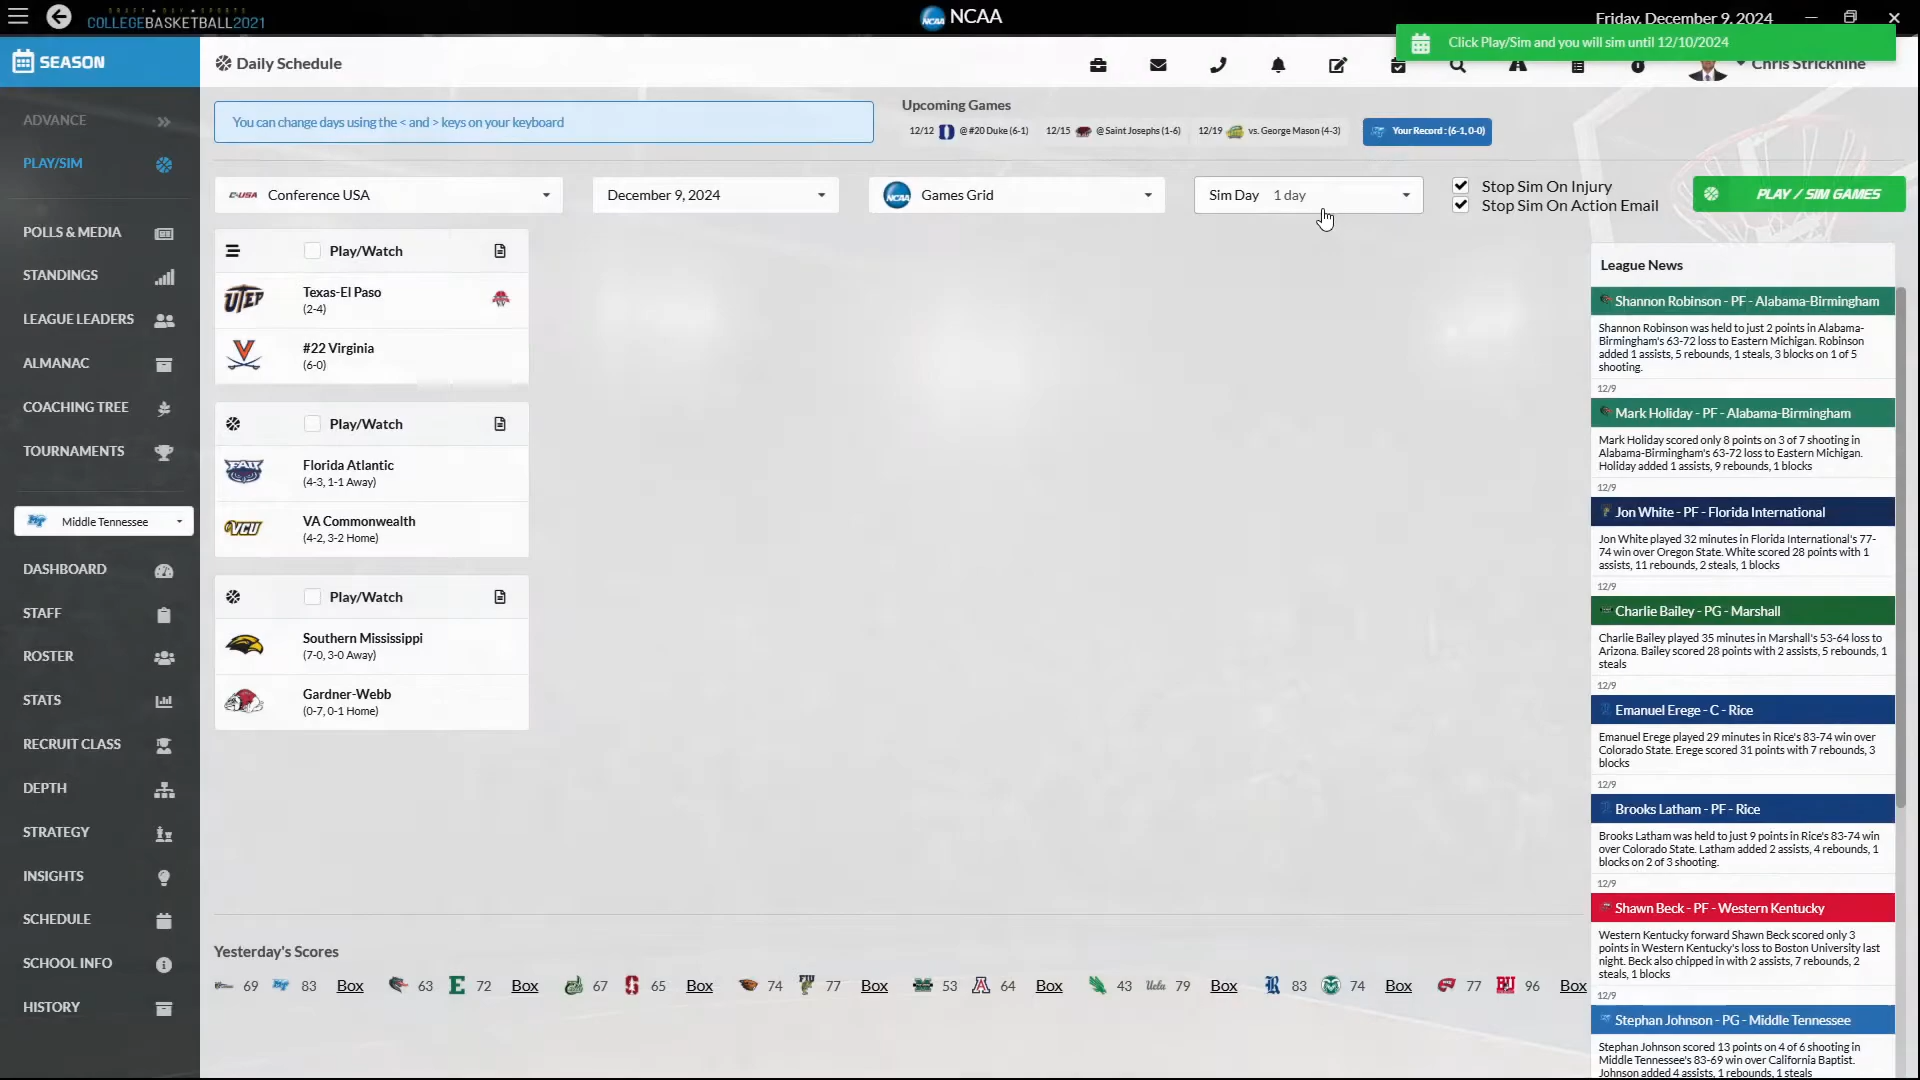 DRAFT DAY SPORTS
COLLEGEBASKETBALL2021
NCAA
Friday, December 9, 2024
Click Play/Sim and you will sim until 12/10/2024
SEASON
Daily Schedule
Chris Stricknine
ADVANCE
PLAY/SIM
POLLS & MEDIA
STANDINGS
LEAGUE LEADERS
ALMANAC
COACHING TREE
TOURNAMENTS
Middle Tennessee
DASHBOARD
STAFF
ROSTER
STATS
RECRUIT CLASS
DEPTH
STRATEGY
INSIGHTS
SCHEDULE
SCHOOL INFO
HISTORY
You can change days using the < and > keys on your keyboard
Upcoming Games
12/12 @ #20 Duke (6-1) 12/15 @ Saint Josephs (1-6) 12/19 vs. George Mason (4-3) Your Record : (6-1, 0-0)
C-USA Conference USA
December 9, 2024
Games Grid
Sim Day 1 day
Stop Sim On Injury
Stop Sim On Action Email
PLAY / SIM GAMES
Play/Watch
UTEP Texas-El Paso
(2-4)
#22 Virginia
(6-0)
Play/Watch
FAU Florida Atlantic
(4-3, 1-1 Away)
VCU VA Commonwealth
(4-2, 3-2 Home)
Play/Watch
Southern Mississippi
(7-0, 3-0 Away)
Gardner-Webb
(0-7, 0-1 Home)
League News
Shannon Robinson - PF - Alabama-Birmingham
Shannon Robinson was held to just 2 points in Alabama-
Birmingham's 63-72 loss to Eastern Michigan. Robinson
added 1 assists, 5 rebounds, 1 steals, 3 blocks on 1 of 5
shooting.
12/9
Mark Holiday - PF - Alabama-Birmingham
Mark Holiday scored only 8 points on 3 of 7 shooting in
Alabama-Birmingham's 63-72 loss to Eastern Michigan.
Holiday added 1 assists, 9 rebounds, 1 blocks
12/9
Jon White - PF - Florida International
Jon White played 32 minutes in Florida International's 77-
74 win over Oregon State. White scored 28 points with 1
assists, 11 rebounds, 2 steals, 1 blocks
12/9
Charlie Bailey - PG - Marshall
Charlie Bailey played 35 minutes in Marshall's 53-64 loss to
Arizona. Bailey scored 28 points with 2 assists, 5 rebounds, 1
steals
12/9
Emanuel Erege - C - Rice
Emanuel Erege played 29 minutes in Rice's 83-74 win over
Colorado State. Erege scored 31 points with 7 rebounds, 3
blocks
12/9
Brooks Latham - PF - Rice
Brooks Latham was held to just 9 points in Rice's 83-74 win
over Colorado State. Latham added 2 assists, 4 rebounds, 1
blocks on 2 of 3 shooting.
12/9
Shawn Beck - PF - Western Kentucky
Western Kentucky forward Shawn Beck scored only 3
points in Western Kentucky's loss to Boston University last
night. Beck also chipped in with 2 assists, 7 rebounds, 2
steals, 1 blocks
12/9
Stephan Johnson - PG - Middle Tennessee
Stephan Johnson scored 13 points on 4 of 6 shooting in
Middle Tennessee's 83-69 win over California Baptist.
Johnson added 4 assists, 1 rebounds, 1 steals
Yesterday's Scores
69 83 Box 63 72 Box 67 65 Box 74 77 Box 53 64 Box 43 79 Box 83 74 Box 77 96 Box